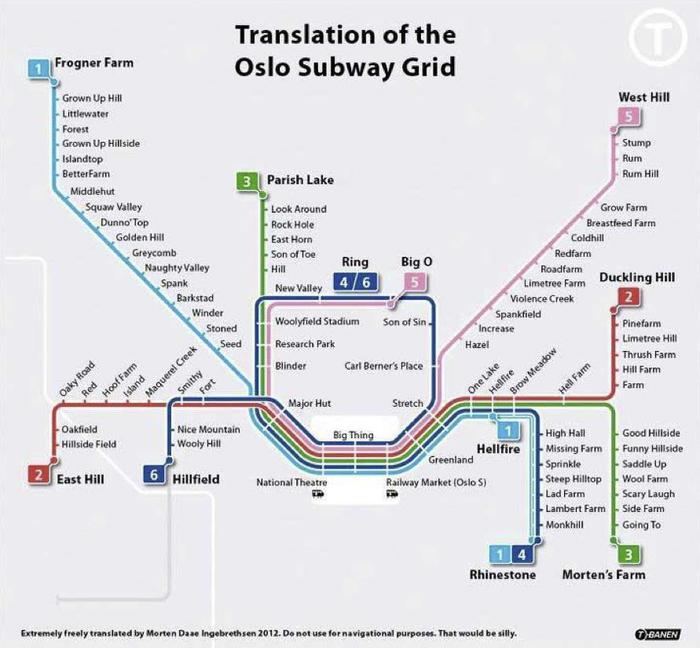 Translation of the
Oslo Subway Grid
T
1
Frogner Farm
Grown Up Hill
Littlewater
Forest
Grown Up Hillside
Islandtop
BetterFarm
Middlehut
Squaw Valley
Dunno'Top
Golden Hill
Greycomb
Naughty Valley
Spank
Barkstad
Winder
Stoned
Seed
3
Parish Lake
Look Around
Rock Hole
East Horn
Son of Toe
Hill
New Valley
Ring
4/6
Big O
5
Woolyfield Stadium
Research Park
Blinder
Son of Sin
Carl Berner's Place
Stretch
West Hill
5
Stump
Rum
Rum Hill
Grow Farm
Breastfeed Farm
Coldhill
Redfarm
Roadfarm
Limetree Farm
Violence Creek
Spankfield
Increase
Hazel
Duckling Hill
2
Pinefarm
Limetree Hill
Thrush Farm
Hill Farm
Farm
Oaky Road
Red
Hoof Farm
Island
Maquerel Creek
Smithy
Fort
Major Hut
Big Thing
One Lake
Hellfire
Brow Meadow
Hell Farm
Oakfield
Hillside Field
2
East Hill
Nice Mountain
Wooly Hill
6
Hillfield
National Theatre
Railway Market (Oslo S)
Greenland
1
Hellfire
High Hall
Missing Farm
Sprinkle
Steep Hilltop
Lad Farm
Lambert Farm
Monkhill
1 4
Rhinestone
Good Hillside
Funny Hillside
Saddle Up
Wool Farm
Scary Laugh
Side Farm
Going To
3
Morten's Farm
Extremely freely translated by Morten Daae Ingebrethsen 2012. Do not use for navigational purposes. That would be silly.
T-BANEN